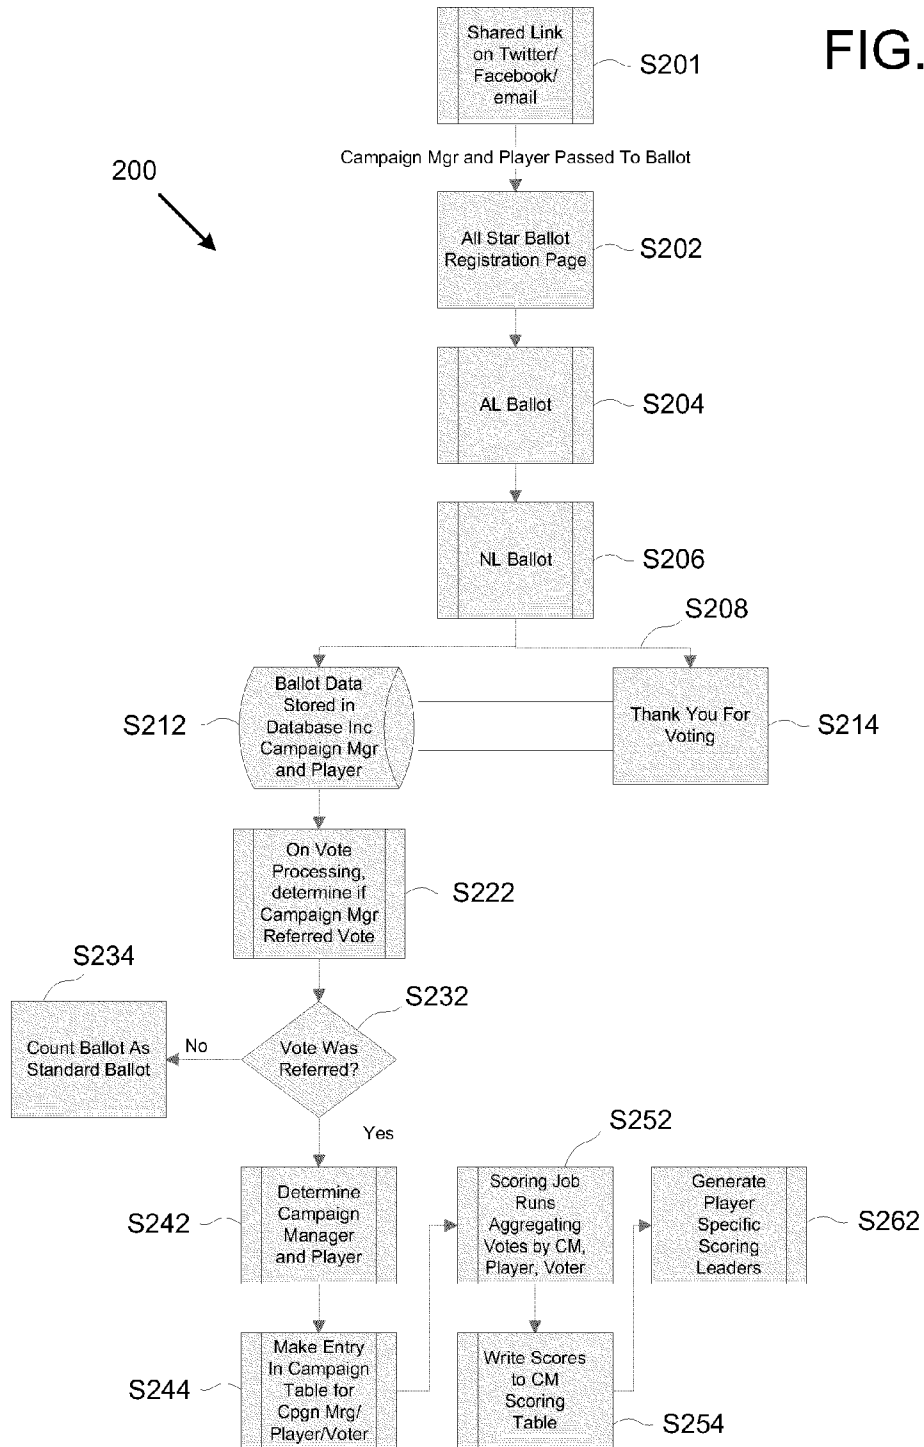 Shared Link
on Twitter/
Facebook/
email
S201
FIG.
Campaign Mgr and Player Passed To Ballot
200
All Star Ballot
Registration Page
S202
AL Ballot
S204
NL Ballot
S206
S208
Ballot Data
Stored in
Database Inc
Campaign Mgr
and Player
S212
Thank You For
Voting
S214
On Vote
Processing,
determine if
Campaign Mgr
Referred Vote
S222
S234
S232
Count Ballot As
Standard Ballot
No
Vote Was
Referred?
Yes
S252
Determine
Campaign
Manager
and Player
S242
Scoring Job
Runs
Aggregating
Votes by CM,
Player, Voter
Generate
Player
Specific
Scoring
Leaders
S262
Make Entry
In Campaign
Table for
Cpgn Mrg/
Player/Voter
S244
Write Scores
to CM
Scoring
Table
S254